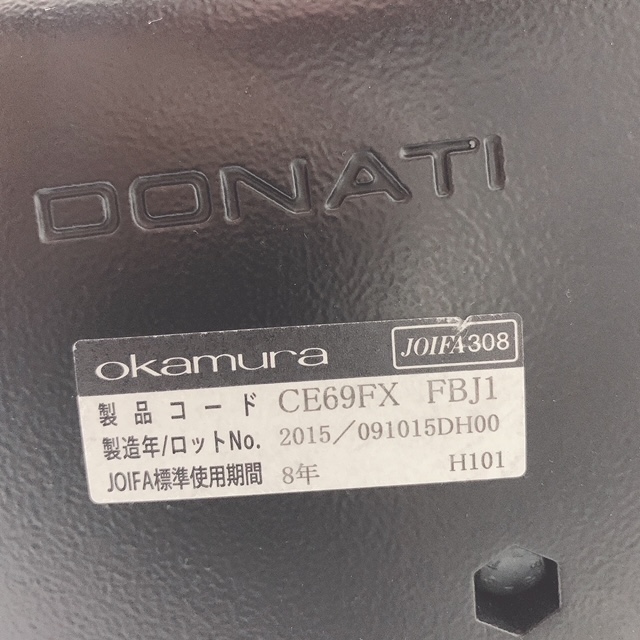 DONATI
okamura JOIFA308
製品コード CE69FX FBJ1
製造年/ロットNo. 2015/091015DH00
JOIFA標準使用期間 8年 H101